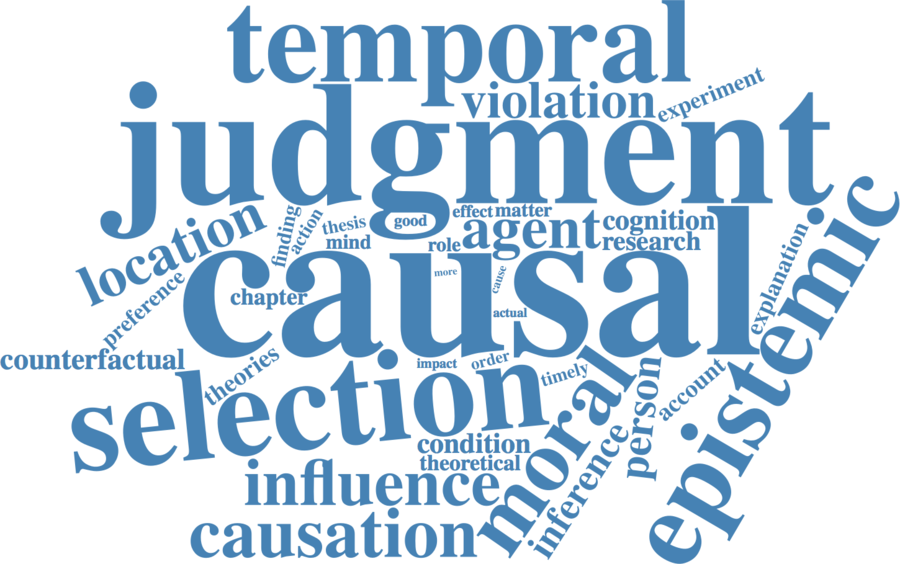 temporal
violation
experiment
judgment
location
finding
action
thesis
mind
good
effect
matter
role
agent
cognition
research
epistemic
explanation
preference
chapter
causal
more
cause
actual
counterfactual
theories
selection
impact
order
timely
moral
person
account
condition
theoretical
inference
influence
causation